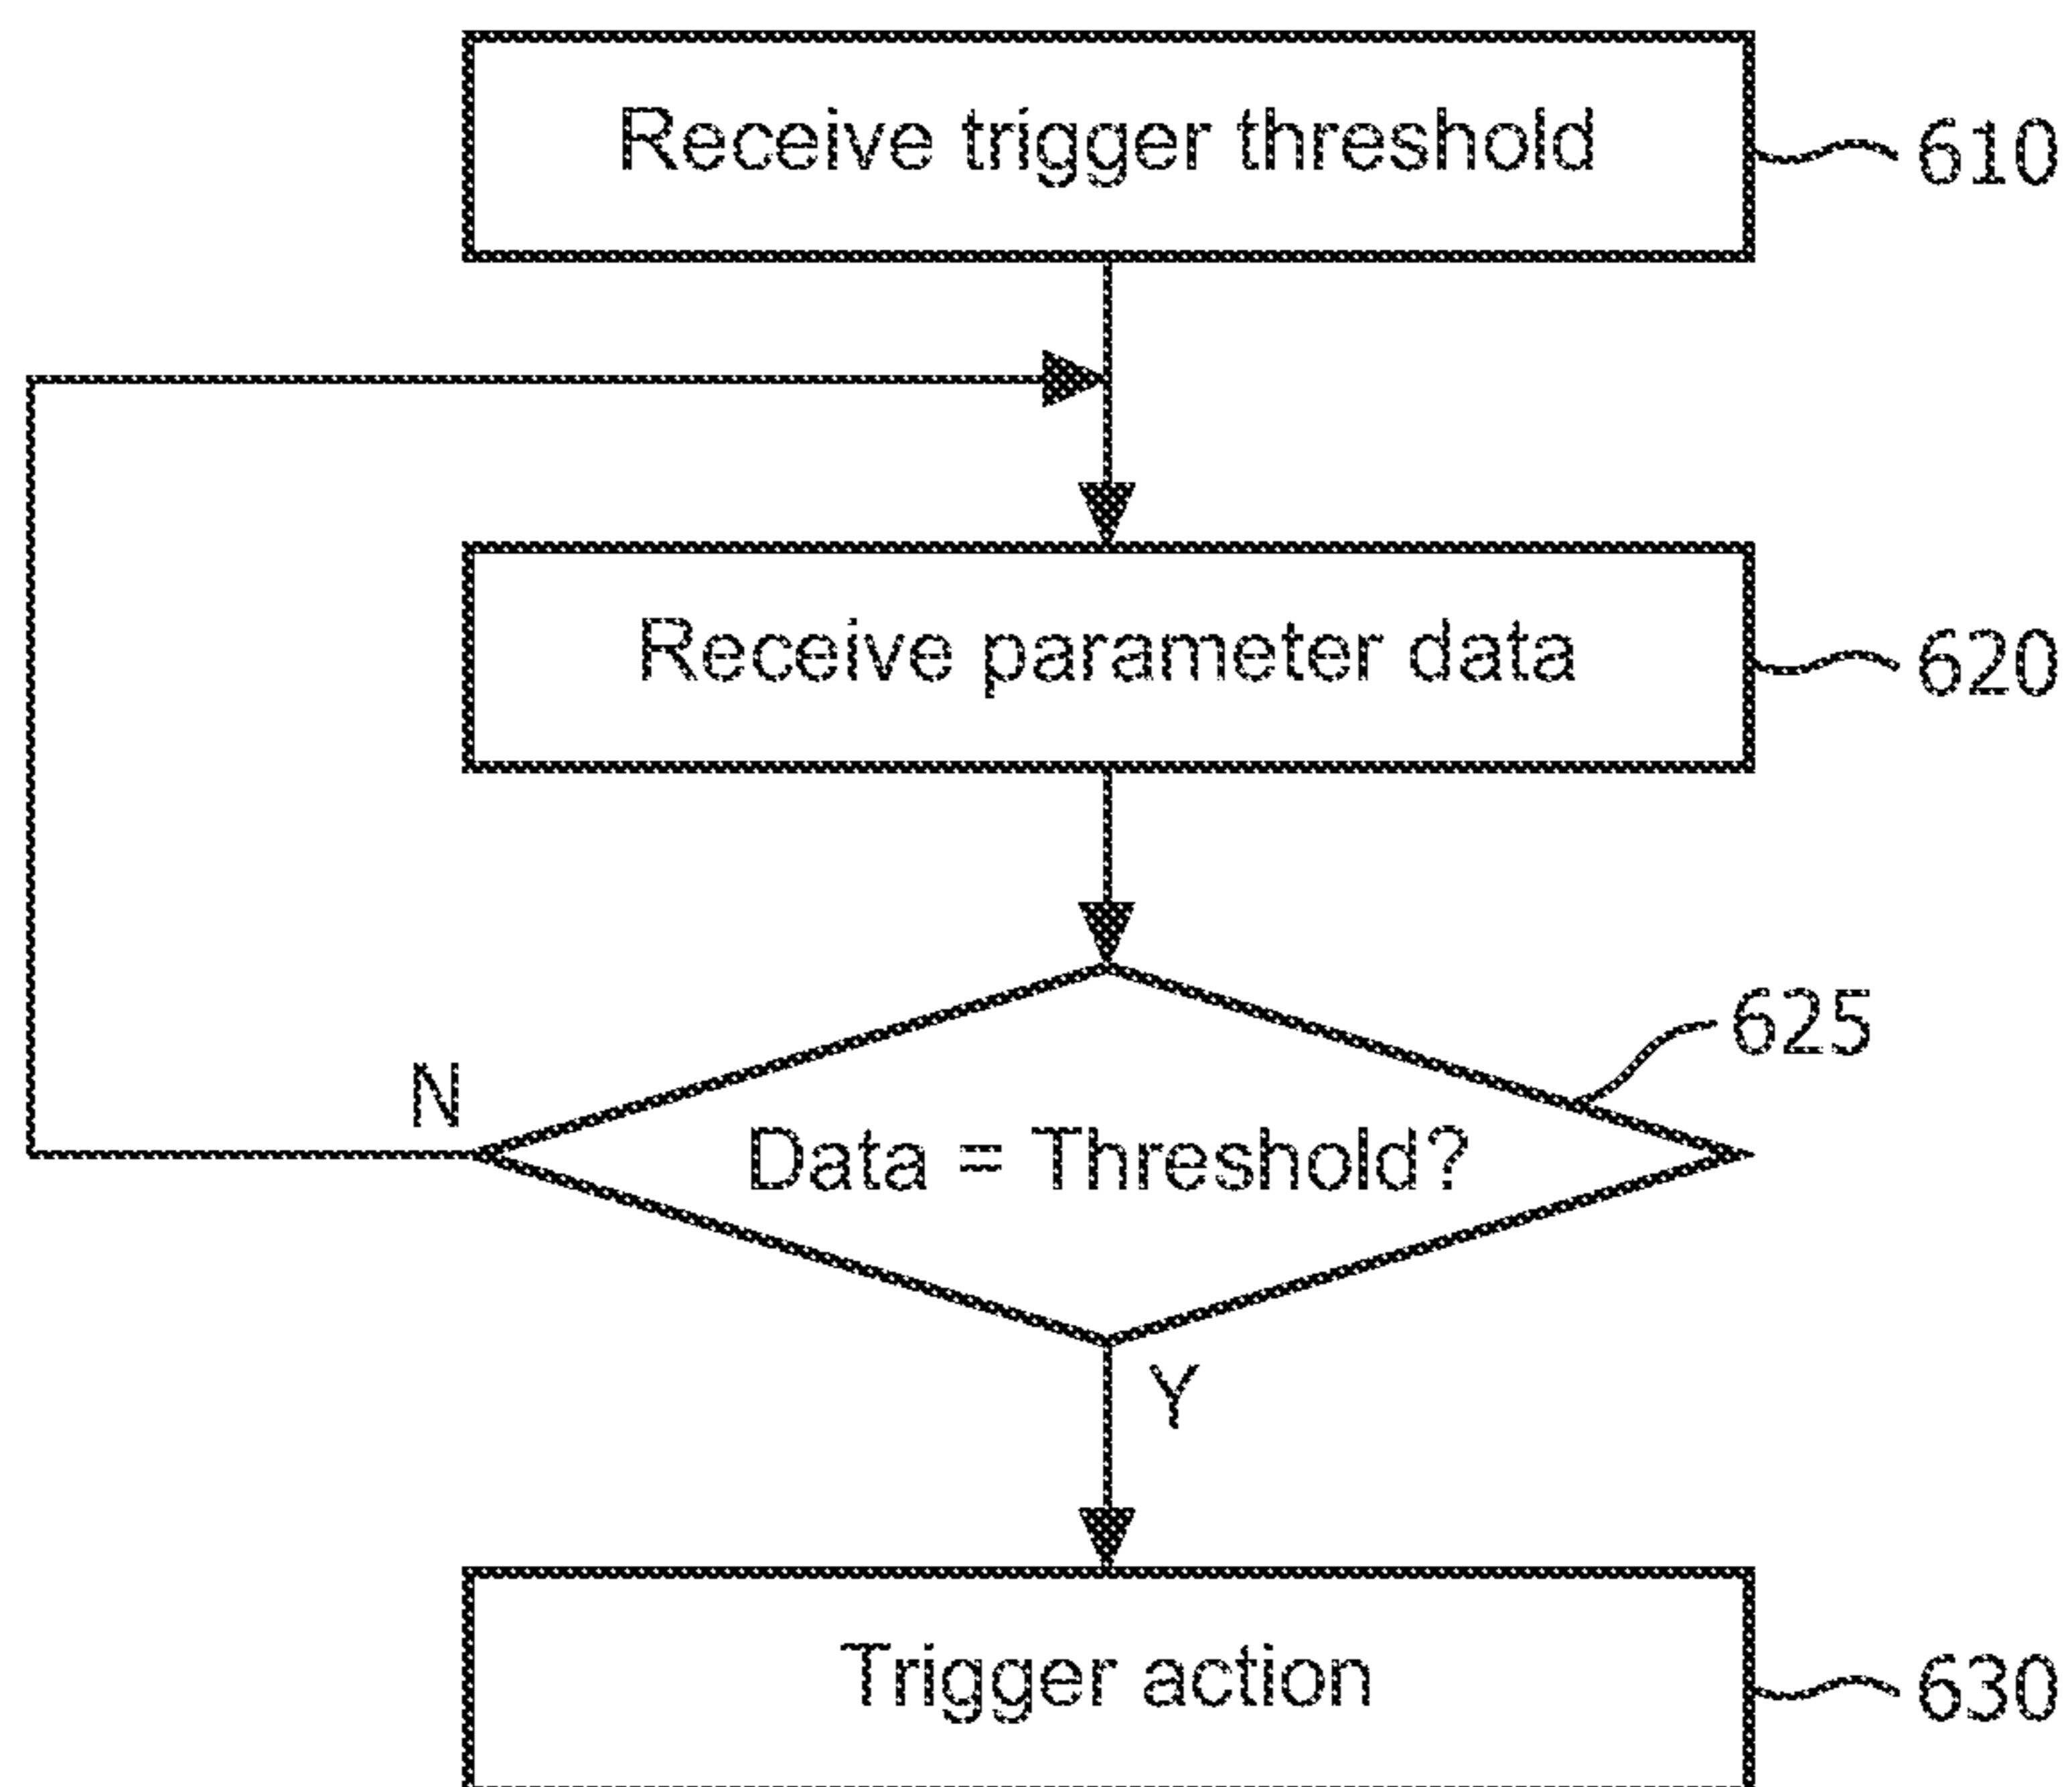 Receive trigger threshold
610
Receive parameter data
620
625
N
Data = Threshold?
Y
Trigger action
630